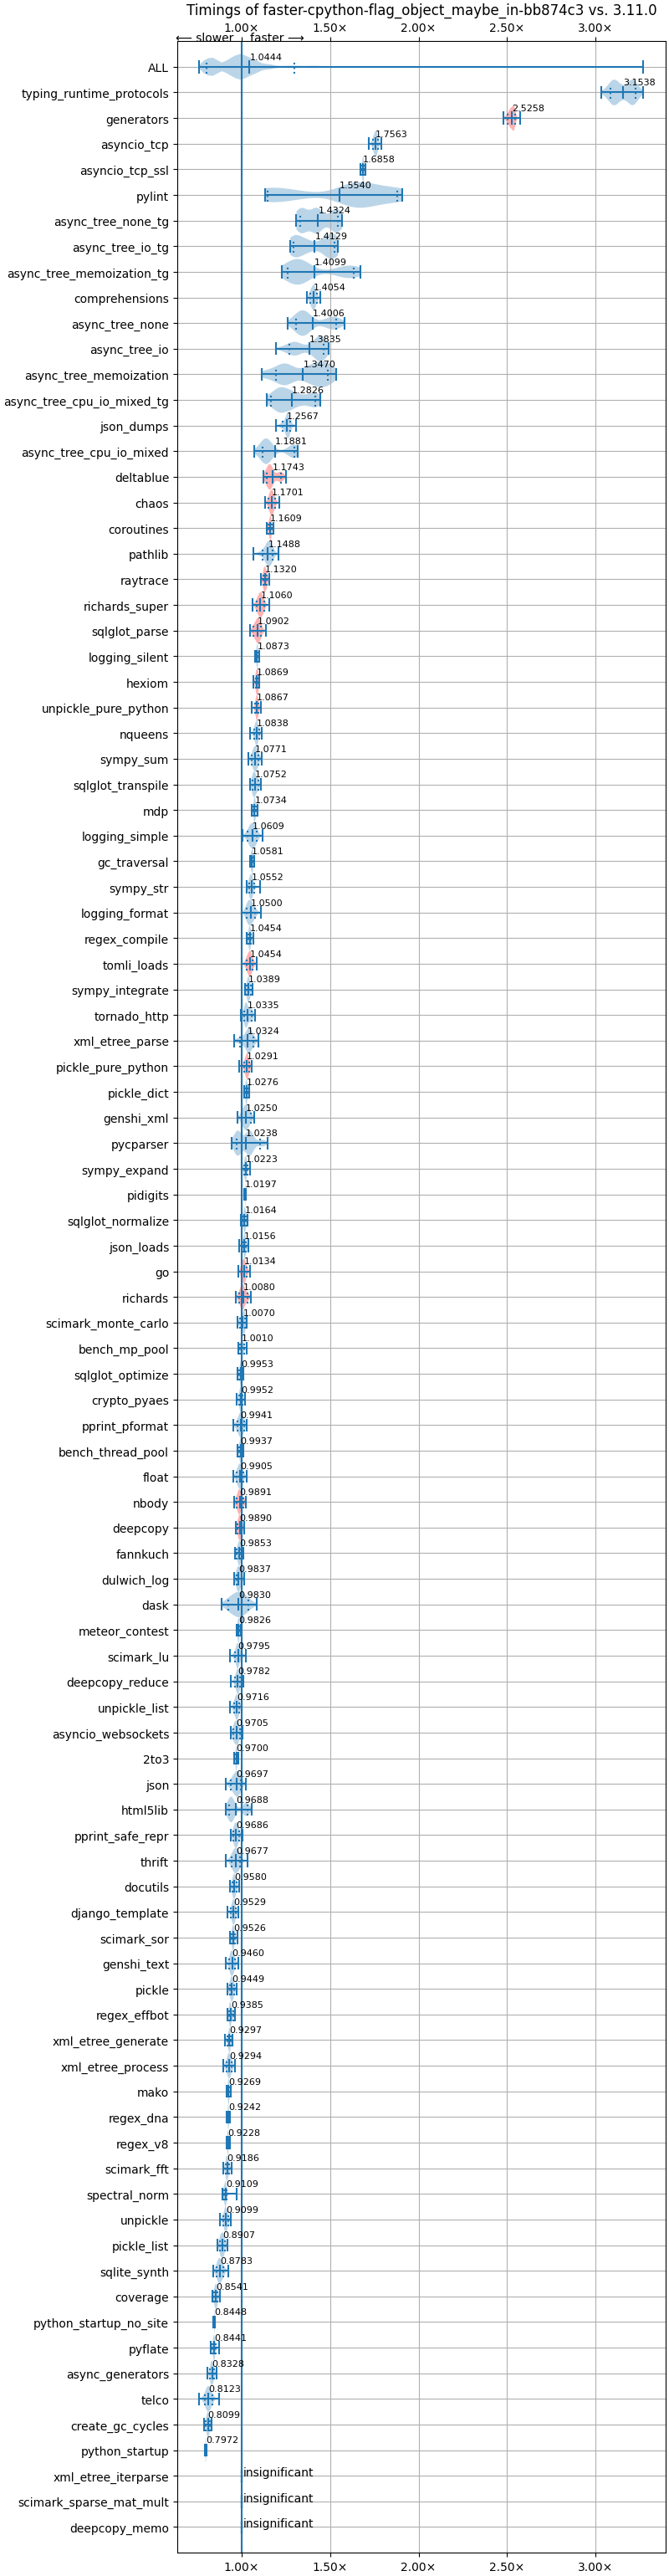 Timings of faster-cpython-flag_object_maybe_in-bb874c3 vs. 3.11.0
1.00× 1.50× 2.00× 2.50× 3.00×
⟵ slower faster ⟶
ALL 1.0444
typing_runtime_protocols 3.1538
generators 2.5258
asyncio_tcp 1.7563
asyncio_tcp_ssl 1.6858
pylint 1.5540
async_tree_none_tg 1.4324
async_tree_io_tg 1.4129
async_tree_memoization_tg 1.4099
comprehensions 1.4054
async_tree_none 1.4006
async_tree_io 1.3835
async_tree_memoization 1.3470
async_tree_cpu_io_mixed_tg 1.2826
json_dumps 1.2567
async_tree_cpu_io_mixed 1.1881
deltablue 1.1743
chaos 1.1701
coroutines 1.1609
pathlib 1.1488
raytrace 1.1320
richards_super 1.1060
sqlglot_parse 1.0902
logging_silent 1.0873
hexiom 1.0869
unpickle_pure_python 1.0867
nqueens 1.0838
sympy_sum 1.0771
sqlglot_transpile 1.0752
mdp 1.0734
logging_simple 1.0609
gc_traversal 1.0581
sympy_str 1.0552
logging_format 1.0500
regex_compile 1.0454
tomli_loads 1.0454
sympy_integrate 1.0389
tornado_http 1.0335
xml_etree_parse 1.0324
pickle_pure_python 1.0291
pickle_dict 1.0276
genshi_xml 1.0250
pycparser 1.0238
sympy_expand 1.0223
pidigits 1.0197
sqlglot_normalize 1.0164
json_loads 1.0156
go 1.0134
richards 1.0080
scimark_monte_carlo 1.0070
bench_mp_pool 1.0010
sqlglot_optimize 0.9953
crypto_pyaes 0.9952
pprint_pformat 0.9941
bench_thread_pool 0.9937
float 0.9905
nbody 0.9891
deepcopy 0.9890
fannkuch 0.9853
dulwich_log 0.9837
dask 0.9830
meteor_contest 0.9826
scimark_lu 0.9795
deepcopy_reduce 0.9782
unpickle_list 0.9716
asyncio_websockets 0.9705
2to3 0.9700
json 0.9697
html5lib 0.9688
pprint_safe_repr 0.9686
thrift 0.9677
docutils 0.9580
django_template 0.9529
scimark_sor 0.9526
genshi_text 0.9460
pickle 0.9449
regex_effbot 0.9385
xml_etree_generate 0.9297
xml_etree_process 0.9294
mako 0.9269
regex_dna 0.9242
regex_v8 0.9228
scimark_fft 0.9186
spectral_norm 0.9109
unpickle 0.9099
pickle_list 0.8907
sqlite_synth 0.8783
coverage 0.8541
python_startup_no_site 0.8448
pyflate 0.8441
async_generators 0.8328
telco 0.8123
create_gc_cycles 0.8099
python_startup 0.7972
xml_etree_iterparse insignificant
scimark_sparse_mat_mult insignificant
deepcopy_memo insignificant
1.00× 1.50× 2.00× 2.50× 3.00×